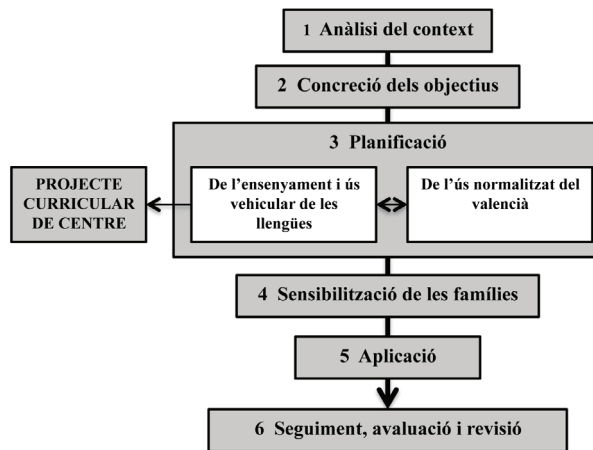 1 Anàlisi del context
2 Concreció dels objectius
3 Planificació
PROJECTE
CURRICULAR
DE CENTRE
De l'ensenyament i ús
vehicular de les
llengües
De l'ús normalitzat del
valencià
4 Sensibilització de les famílies
5 Aplicació
6 Seguiment, avaluació i revisió